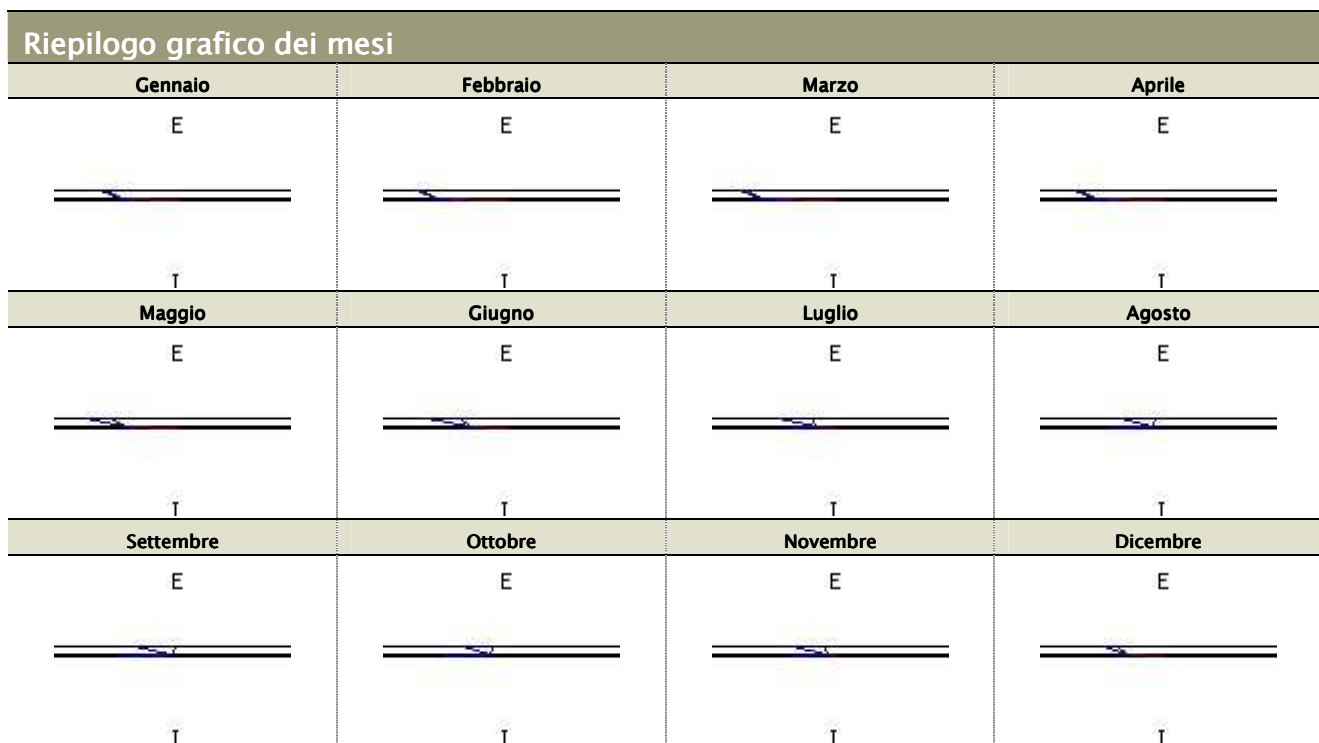 Riepilogo grafico dei mesi
Gennaio Febbraio Marzo Aprile
E E E E
T T T T
Maggio Giugno Luglio Agosto
E E E E
T T T T
Settembre Ottobre Novembre Dicembre
E E E E
T T T T